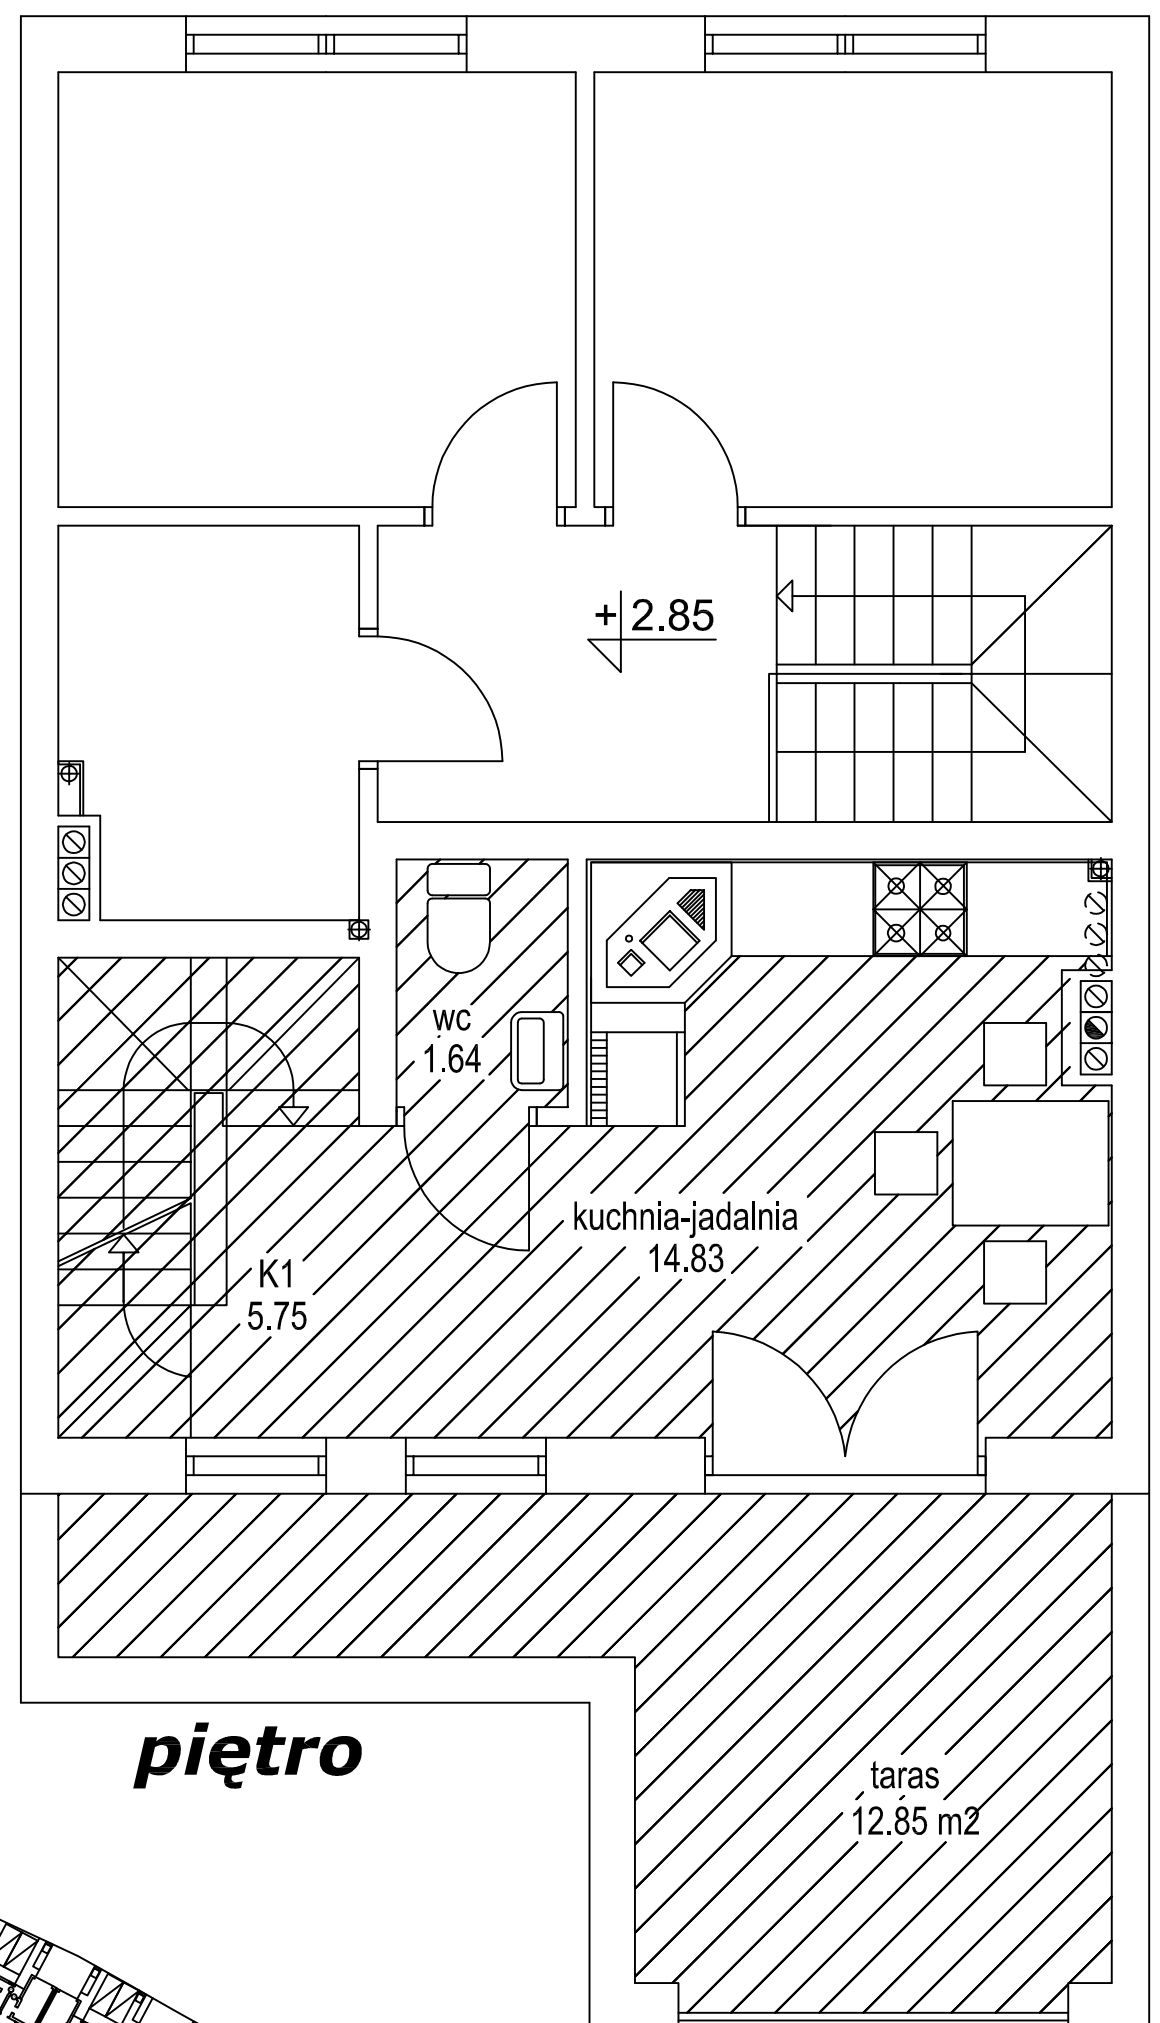 +2.85
wc
1.64
kuchnia-jadalnia
14.83
K1
5.75
piętro
taras
12.85 m2